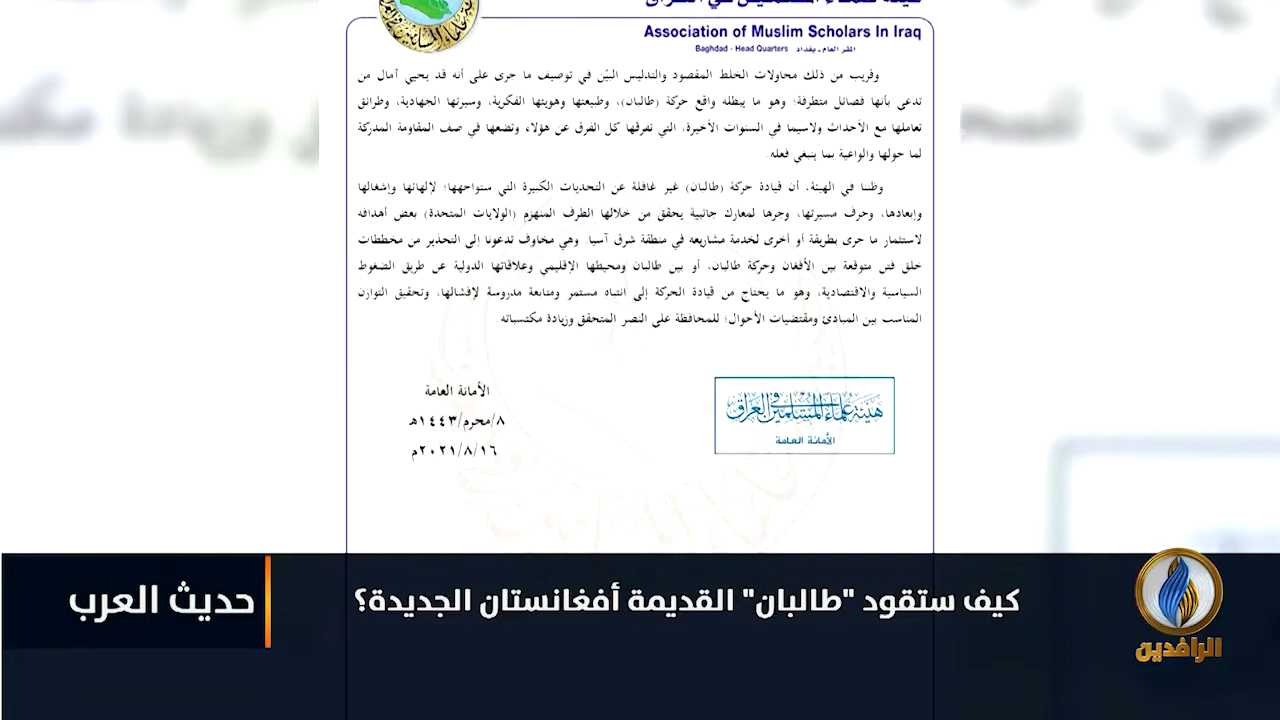 هيئة علماء المسلمين في العراق
Association of Muslim Scholars In Iraq
Baghdad - Head Quarters المقر العام ـ بغداد
وقريب من ذلك محاولات الخلط المقصود والتدليس البيّن في توصيف ما جرى على أنه قد يحيي آمال من
تدعى بأنها فصائل متطرفة؛ وهو ما يبطله واقع حركة (طالبان)، وطبيعتها وهويتها الفكرية، وسيرتها الجهادية، وطرائق
تعاملها مع الأحداث ولاسيما في السنوات الأخيرة، التي تفرقها كل الفرق عن هؤلاء وتضعها في صف المقاومة المدركة
لما حولها والواعية بما ينبغي فعله.
وظننا في الهيئة، أن قيادة حركة (طالبان) غير غافلة عن التحديات الكبيرة التي ستواجهها؛ لإلهائها وإشغالها
وإبعادها، وحرف مسيرتها، وجرها لمعارك جانبية يحقق من خلالها الطرف المنهزم (الولايات المتحدة) بعض أهدافه
لاستثمار ما جرى بطريقة أو أخرى لخدمة مشاريعه في منطقة شرق آسيا. وهي مخاوف تدعونا إلى التحذير من مخططات
خلق فتن متوقعة بين الأفغان وحركة طالبان، أو بين طالبان ومحيطها الإقليمي وعلاقاتها الدولية عن طريق الضغوط
السياسية والاقتصادية، وهو ما يحتاج من قيادة الحركة إلى انتباه مستمر ومتابعة مدروسة لإفشالها، وتحقيق التوازن
المناسب بين المبادئ ومقتضيات الأحوال؛ للمحافظة على النصر المتحقق وزيادة مكتسباته.
هيئة علماء المسلمين في العراق
الأمانة العامة
الأمانة العامة
٨/محرم/١٤٤٣هـ
٢٠٢١/٨/١٦م
كيف ستقود "طالبان" القديمة أفغانستان الجديدة؟
حديث العرب
الرافدين